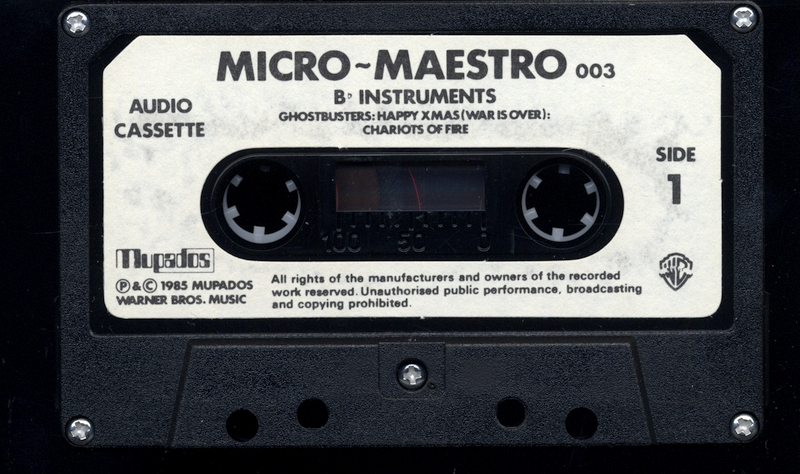 MICRO~MAESTRO 003
B♭ INSTRUMENTS
GHOSTBUSTERS: HAPPY XMAS (WAR IS OVER):
CHARIOTS OF FIRE
AUDIO
CASSETTE
SIDE
1
100 50 0
Mupados
Ⓟ & © 1985 MUPADOS
WARNER BROS. MUSIC
All rights of the manufacturers and owners of the recorded
work reserved. Unauthorised public performance, broadcasting
and copying prohibited.
WB